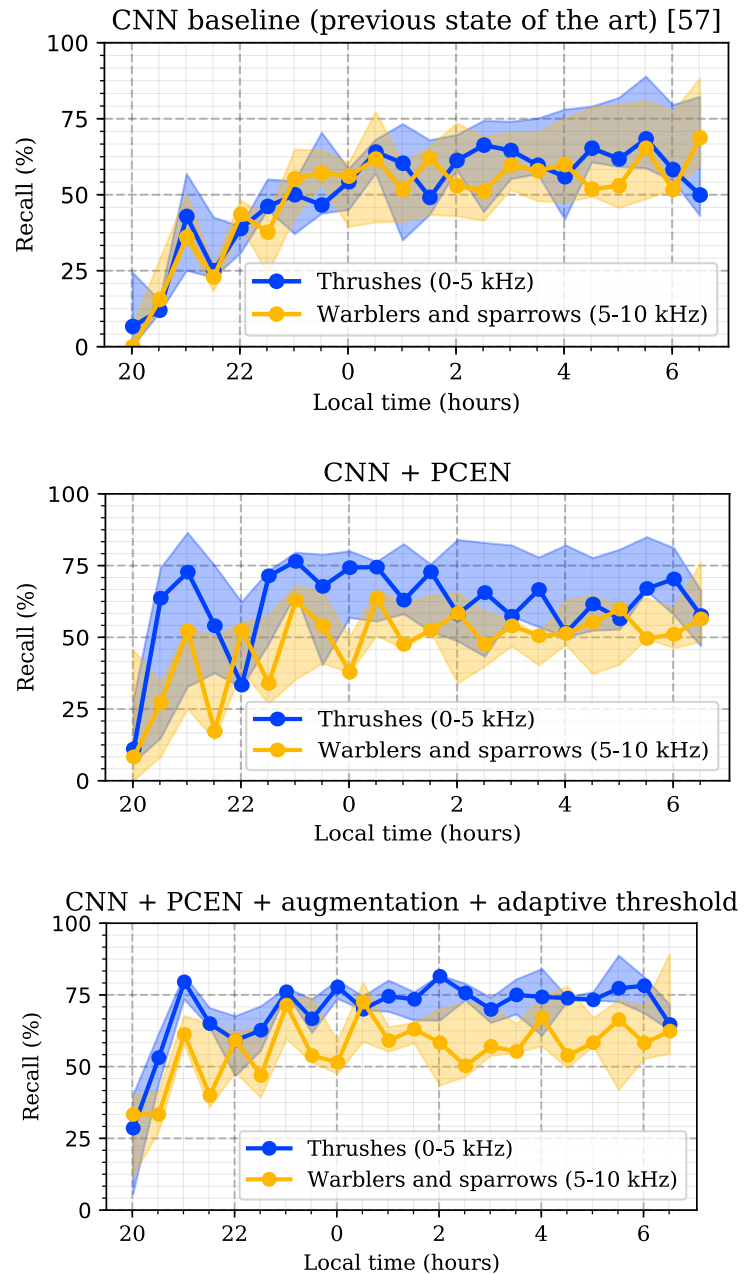 CNN baseline (previous state of the art) [57]
100
75
50
25
0
Recall (%)
Thrushes (0-5 kHz)
Warblers and sparrows (5-10 kHz)
20 22 0 2 4 6
Local time (hours)
CNN + PCEN
100
75
50
25
0
Recall (%)
Thrushes (0-5 kHz)
Warblers and sparrows (5-10 kHz)
20 22 0 2 4 6
Local time (hours)
CNN + PCEN + augmentation + adaptive threshold
100
75
50
25
0
Recall (%)
Thrushes (0-5 kHz)
Warblers and sparrows (5-10 kHz)
20 22 0 2 4 6
Local time (hours)